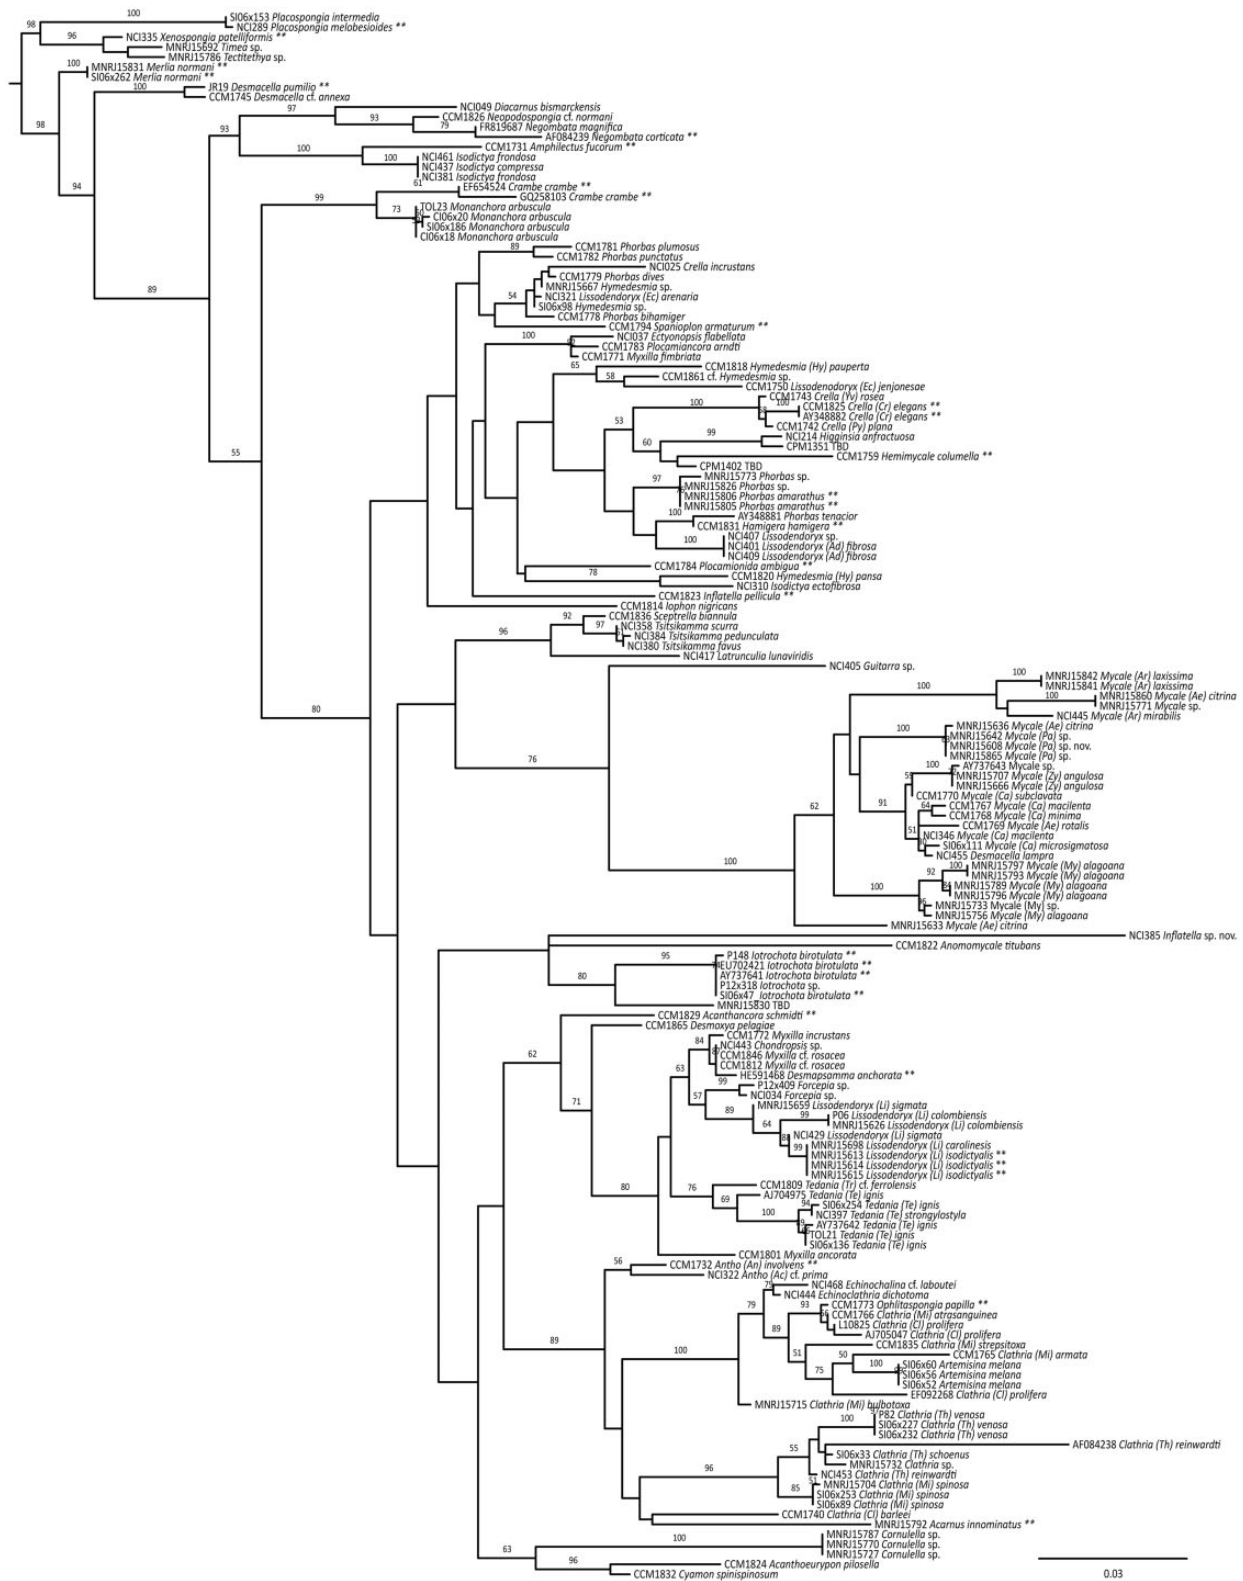 SI06x153 Placospongia intermedia
NCI289 Placospongia melobesioides **
NCI335 Xenospongia patelliformis **
MNRJ15692 Timea sp.
MNRJ15786 Tectitethya sp.
MNRJ15831 Merlia normani **
SI06x262 Merlia normani **
JR19 Desmacella pumilio **
CCM1745 Desmacella cf. annexa
NCI049 Diacarnus bismarckensis
CCM1826 Neopodospongia cf. normani
FR819687 Negombata magnifica
AF084239 Negombata corticata **
CCM1731 Amphilectus fucorum **
NCI461 Isodictya frondosa
NCI437 Isodictya compressa
NCI381 Isodictya frondosa
EF654524 Crambe crambe **
GQ258103 Crambe crambe **
TOL23 Monanchora arbuscula
CI06x20 Monanchora arbuscula
SI06x186 Monanchora arbuscula
CI06x18 Monanchora arbuscula
CCM1781 Phorbas plumosus
CCM1782 Phorbas punctatus
NCI025 Crella incrustans
CCM1779 Phorbas dives
MNRJ15667 Hymedesmia sp.
NCI321 Lissodendoryx (Ec) arenaria
SI06x98 Hymedesmia sp.
CCM1778 Phorbas bihamiger
CCM1794 Spanioplon armaturum **
NCI037 Ectyonopsis flabellata
CCM1783 Plocamiancora arndti
CCM1771 Myxilla fimbriata
CCM1818 Hymedesmia (Hy) pauperta
CCM1861 cf. Hymedesmia sp.
CCM1750 Lissodenodoryx (Ec) jenjonesae
CCM1743 Crella (Yv) rosea
CCM1825 Crella (Cr) elegans **
AY348882 Crella (Cr) elegans **
CCM1742 Crella (Py) plana
NCI214 Higginsia anfractuosa
CPM1351 TBD
CCM1759 Hemimycale columella **
CPM1402 TBD
MNRJ15773 Phorbas sp.
MNRJ15826 Phorbas sp.
MNRJ15806 Phorbas amarathus **
MNRJ15805 Phorbas amarathus **
AY348881 Phorbas tenacior
CCM1831 Hamigera hamigera **
NCI407 Lissodendoryx sp.
NCI401 Lissodendoryx (Ad) fibrosa
NCI409 Lissodendoryx (Ad) fibrosa
CCM1784 Plocamionida ambigua **
CCM1820 Hymedesmia (Hy) pansa
NCI310 Isodictya ectofibrosa
CCM1823 Inflatella pellicula **
CCM1814 Iophon nigricans
CCM1836 Sceptrella biannula
NCI358 Tsitsikamma scurra
NCI384 Tsitsikamma pedunculata
NCI380 Tsitsikamma favus
NCI417 Latrunculia lunaviridis
NCI405 Guitarra sp.
MNRJ15842 Mycale (Ar) laxissima
MNRJ15841 Mycale (Ar) laxissima
MNRJ15860 Mycale (Ae) citrina
MNRJ15771 Mycale sp.
NCI445 Mycale (Ar) mirabilis
MNRJ15636 Mycale (Ae) citrina
MNRJ15642 Mycale (Pa) sp.
MNRJ15608 Mycale (Pa) sp. nov.
MNRJ15865 Mycale (Pa) sp.
AY737643 Mycale sp.
MNRJ15707 Mycale (Zy) angulosa
MNRJ15666 Mycale (Zy) angulosa
CCM1770 Mycale (Ca) subclavata
CCM1767 Mycale (Ca) macilenta
CCM1768 Mycale (Ca) minima
CCM1769 Mycale (Ae) rotalis
NCI346 Mycale (Ca) macilenta
SI06x111 Mycale (Ca) microsigmatosa
NCI455 Desmacella lampra
MNRJ15797 Mycale (My) alagoana
MNRJ15793 Mycale (My) alagoana
MNRJ15789 Mycale (My) alagoana
MNRJ15796 Mycale (My) alagoana
MNRJ15733 Mycale (My) sp.
MNRJ15756 Mycale (My) alagoana
MNRJ15633 Mycale (Ae) citrina
NCI385 Inflatella sp. nov.
CCM1822 Anomomycale titubans
P148 Iotrochota birotulata **
EU702421 Iotrochota birotulata **
AY737641 Iotrochota birotulata **
P12x318 Iotrochota sp.
SI06x47 Iotrochota birotulata **
MNRJ15830 TBD
CCM1829 Acanthancora schmidti **
CCM1865 Desmoxya pelagiae
CCM1772 Myxilla incrustans
NCI443 Chondropsis sp.
CCM1846 Myxilla cf. rosacea
CCM1812 Myxilla cf. rosacea
HE591468 Desmapsamma anchorata **
P12x409 Forcepia sp.
NCI034 Forcepia sp.
MNRJ15659 Lissodendoryx (Li) sigmata
P06 Lissodendoryx (Li) colombiensis
MNRJ15626 Lissodendoryx (Li) colombiensis
NCI429 Lissodendoryx (Li) sigmata
MNRJ15698 Lissodendoryx (Li) carolinesis
MNRJ15613 Lissodendoryx (Li) isodictyalis **
MNRJ15614 Lissodendoryx (Li) isodictyalis **
MNRJ15615 Lissodendoryx (Li) isodictyalis **
CCM1809 Tedania (Tr) cf. ferrolensis
AJ704975 Tedania (Te) ignis
SI06x254 Tedania (Te) ignis
NCI397 Tedania (Te) strongylostyla
AY737642 Tedania (Te) ignis
TOL21 Tedania (Te) ignis
SI06x136 Tedania (Te) ignis
CCM1801 Myxilla ancorata
CCM1732 Antho (An) involvens **
NCI322 Antho (Ac) cf. prima
NCI468 Echinochalina cf. laboutei
NCI444 Echinoclathria dichotoma
CCM1773 Ophlitaspongia papilla **
CCM1766 Clathria (Mi) atrasanguinea
L10825 Clathria (Cl) prolifera
AJ705047 Clathria (Cl) prolifera
CCM1835 Clathria (Mi) strepsitoxa
CCM1765 Clathria (Mi) armata
SI06x60 Artemisina melana
SI06x56 Artemisina melana
SI06x52 Artemisina melana
EF092268 Clathria (Cl) prolifera
MNRJ15715 Clathria (Mi) bulbotoxa
P82 Clathria (Th) venosa
SI06x227 Clathria (Th) venosa
SI06x232 Clathria (Th) venosa
AF084238 Clathria (Th) reinwardti
SI06x33 Clathria (Th) schoenus
MNRJ15732 Clathria sp.
NCI453 Clathria (Th) reinwardti
MNRJ15704 Clathria (Mi) spinosa
SI06x253 Clathria (Mi) spinosa
SI06x89 Clathria (Mi) spinosa
CCM1740 Clathria (Cl) barleei
MNRJ15792 Acarnus innominatus **
MNRJ15787 Cornulella sp.
MNRJ15770 Cornulella sp.
MNRJ15727 Cornulella sp.
CCM1824 Acanthoeurypon pilosella
CCM1832 Cyamon spinispinosum
0.03